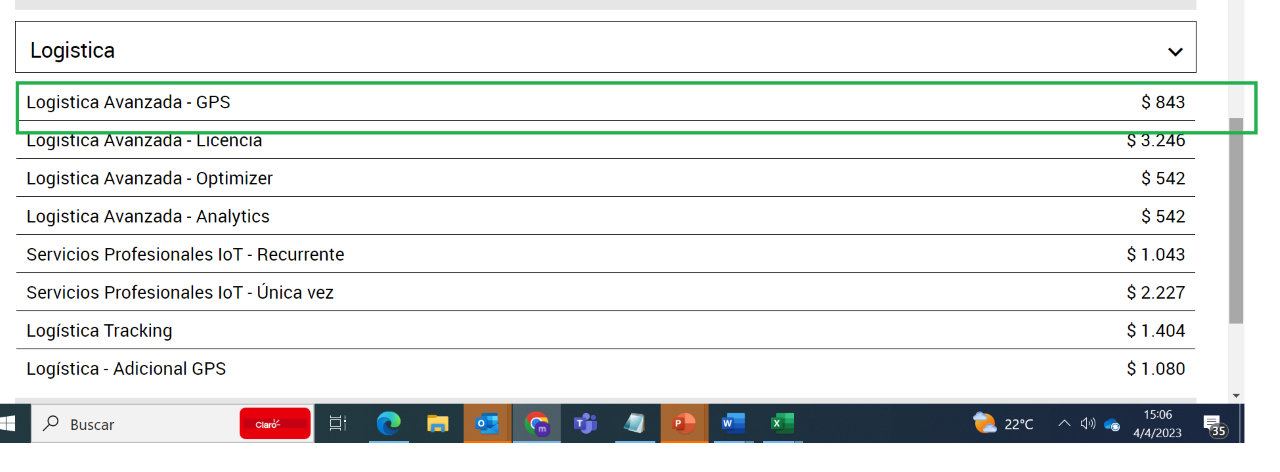 Logistica
Logistica Avanzada - GPS $ 843
Logistica Avanzada - Licencia $ 3.246
Logistica Avanzada - Optimizer $ 542
Logistica Avanzada - Analytics $ 542
Servicios Profesionales IoT - Recurrente $ 1.043
Servicios Profesionales IoT - Única vez $ 2.227
Logística Tracking $ 1.404
Logística - Adicional GPS $ 1.080
Buscar Claro 22°C 15:06
4/4/2023 35